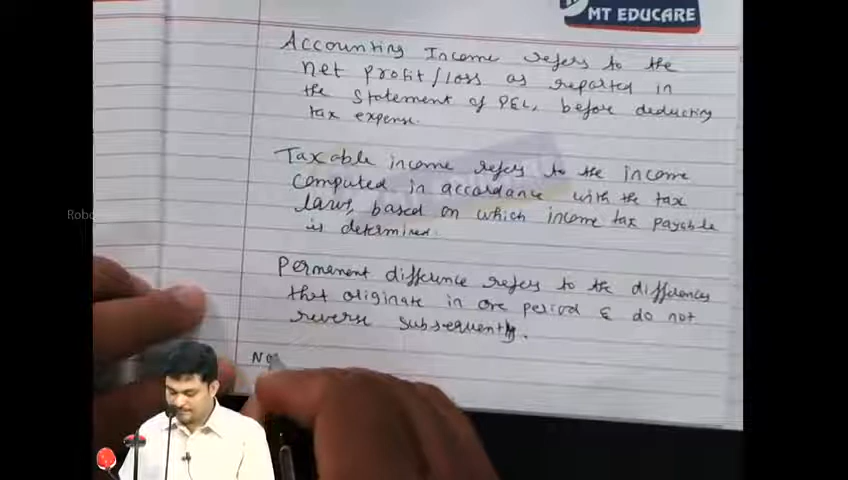 MT EDUCARE
Accounting Income refers to the
net profit/loss as reported in
the Statement of P&L, before deducting
tax expense.
Taxable income refers to the income
computed in accordance with the tax
laws, based on which income tax payable
is determined.
Permanent difference refers to the differences
that originate in one period & do not
reverse subsequently.
No
Robo